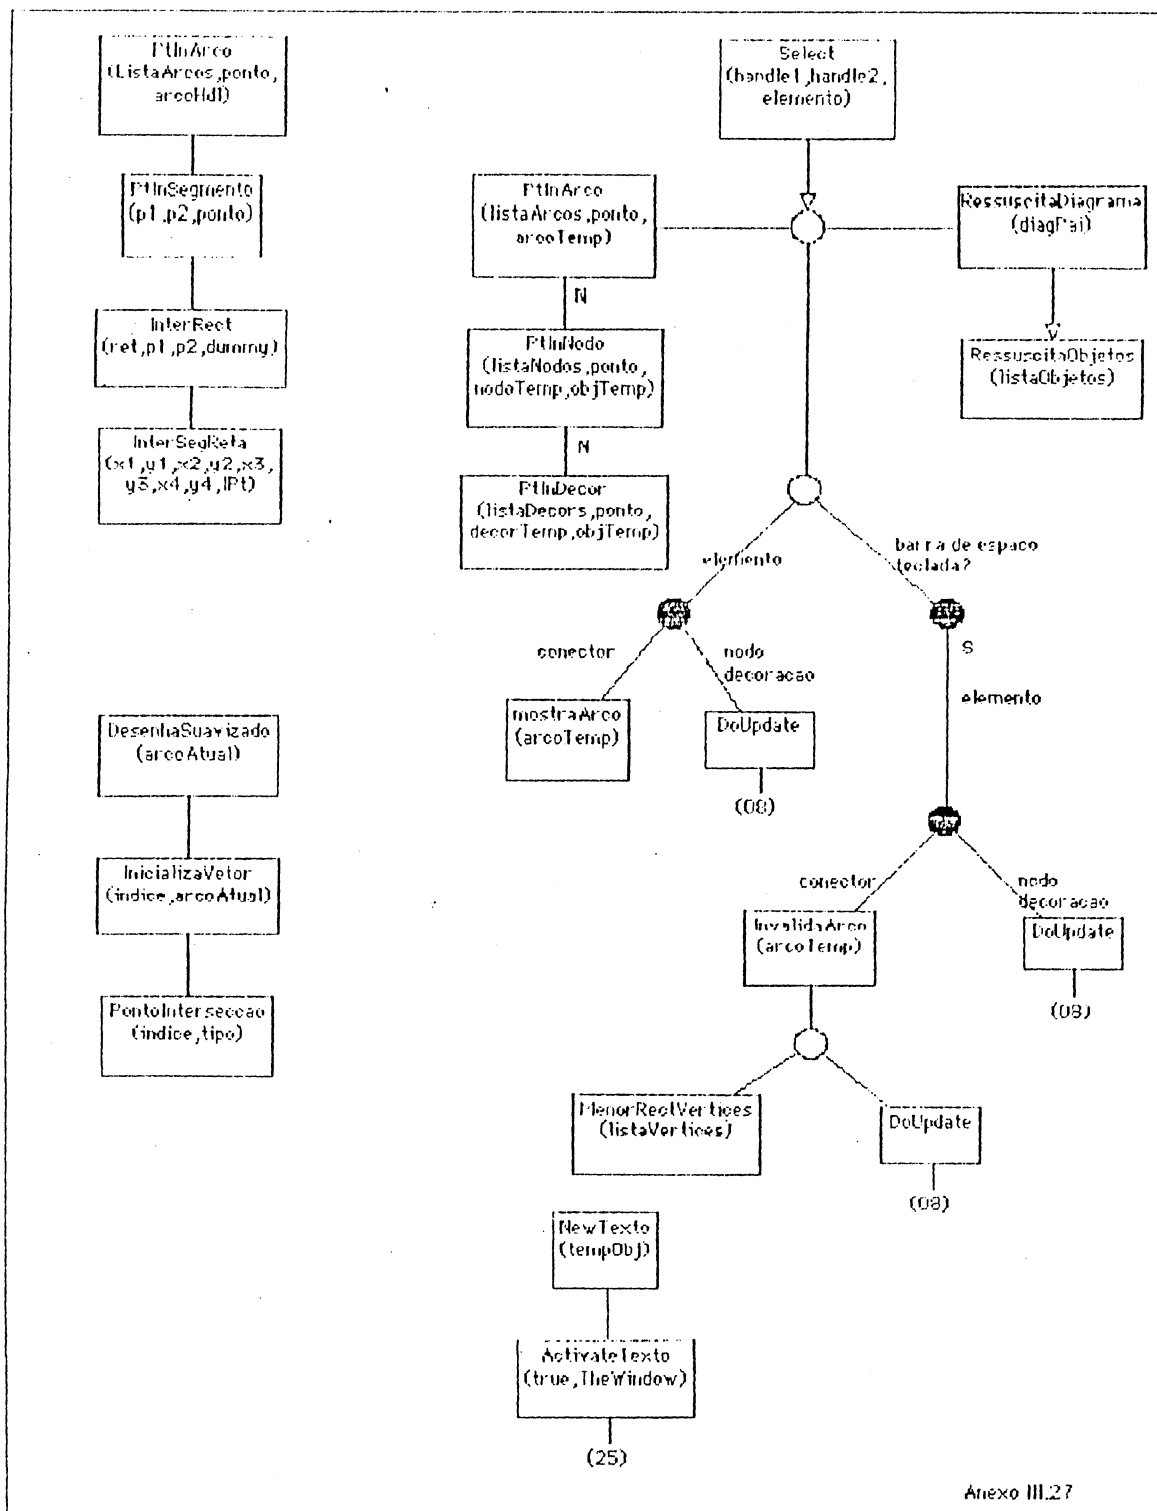 PtInArco
(ListaArcos,ponto,
arcoHdl)
PtInSegmento
(p1,p2,ponto)
InterRect
(ret,p1,p2,dummy)
InterSegReta
(x1,y1,x2,y2,x3,
y3,x4,y4,IPt)
Select
(handle1,handle2,
elemento)
PtInArco
(listaArcos,ponto,
arcoTemp)
N
PtInNodo
(listaNodos,ponto,
nodoTemp,objTemp)
N
PtInDecor
(listaDecors,ponto,
decorTemp,objTemp)
RessuscitaDiagrama
(diagPai)
RessuscitaObjetos
(listaObjetos)
elemento
barra de espaco
teclada?
conector
nodo
decoracao
mostraArco
(arcoTemp)
DoUpdate
(08)
S
elemento
conector
nodo
decoracao
InvalidaArco
(arcoTemp)
DoUpdate
(08)
MenorRectVertices
(listaVertices)
DoUpdate
(08)
DesenhaSuavizado
(arcoAtual)
InicializaVetor
(indice,arcoAtual)
PontoInterseccao
(indice,tipo)
NewTexto
(tempObj)
ActivateTexto
(true,TheWindow)
(25)
Anexo III.27